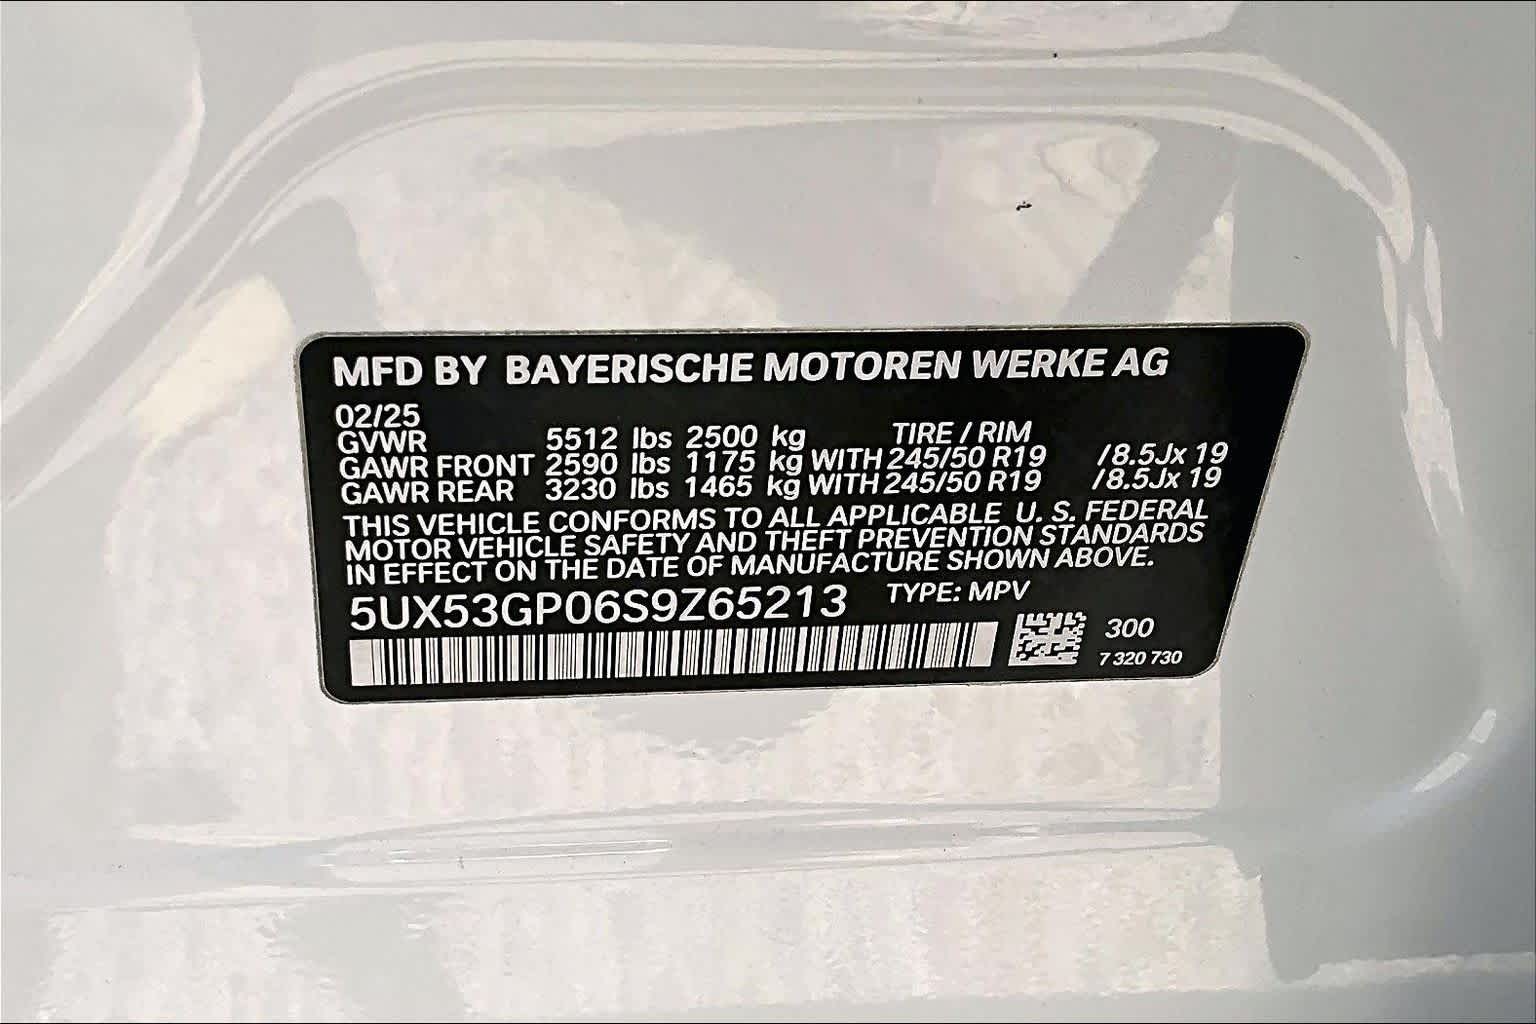 MFD BY BAYERISCHE MOTOREN WERKE AG
02/25
GVWR 5512 lbs 2500 kg TIRE / RIM
GAWR FRONT 2590 lbs 1175 kg WITH 245/50 R19 /8.5Jx 19
GAWR REAR 3230 lbs 1465 kg WITH 245/50 R19 /8.5Jx 19
THIS VEHICLE CONFORMS TO ALL APPLICABLE U. S. FEDERAL
MOTOR VEHICLE SAFETY AND THEFT PREVENTION STANDARDS
IN EFFECT ON THE DATE OF MANUFACTURE SHOWN ABOVE.
5UX53GP06S9Z65213 TYPE: MPV
300
7 320 730